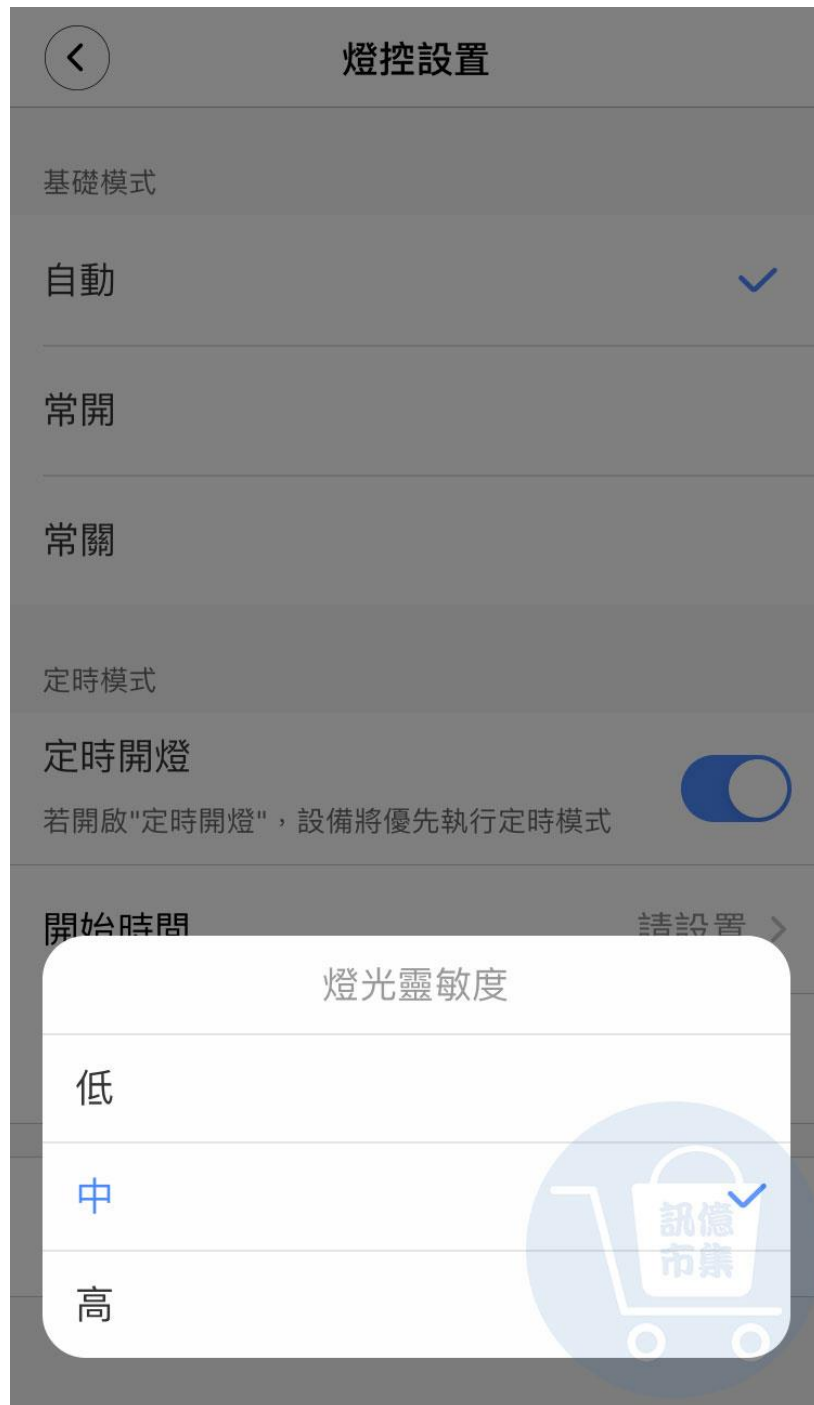 燈控設置
基礎模式
自動
常開
常關
定時模式
定時開燈
若開啟"定時開燈"，設備將優先執行定時模式
開始時間
請設置
燈光靈敏度
低
中
高
訊億
市集